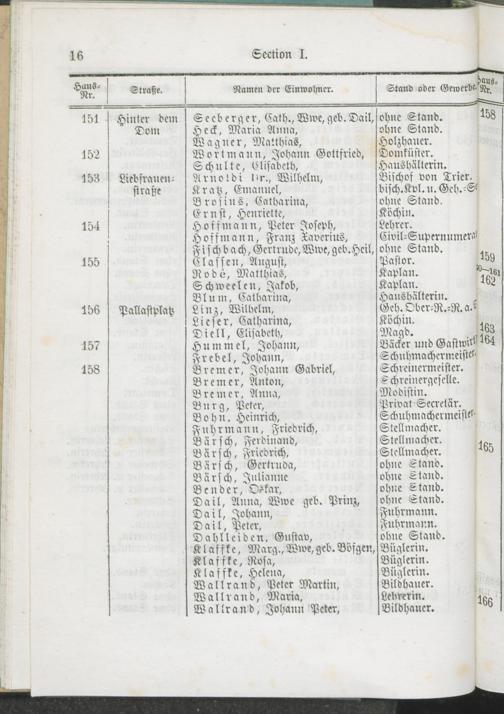 16 Section I.
Haus-Nr. Straße. Namen der Einwohner. Stand oder Gewerbe.
151 Hinter dem Seeberger, Cath., Wwe, geb. Dail, ohne Stand.
Dom Heck, Maria Anna, ohne Stand.
Wagner, Matthias, Holzhauer.
152 Wortmann, Johann Gottfried, Domküster.
Schulte, Elisabeth, Haushälterin.
153 Liebfrauen- Arnoldi Dr., Wilhelm, Bischof von Trier.
straße Kratz, Emanuel, bisch. Kpl. u. Geh.-S
Brosius, Catharina, ohne Stand.
Ernst, Henriette, Köchin.
154 Hoffmann, Peter Joseph, Lehrer.
Hoffmann, Franz Xaverius, Civil-Supernumera
Fischbach, Gertrude, Wwe, geb. Heil, ohne Stand.
155 Classen, August, Pastor.
Rodé, Matthias, Kaplan.
Schweelen, Jakob, Kaplan.
Blum, Catharina, Haushälterin.
156 Pallastplatz Linz, Wilhelm, Geh. Ober-R.-R. a.
Lieser, Catharina, Köchin.
Diell, Elisabeth, Magd.
157 Hummel, Johann, Bäcker und Gastwirt
Frebel, Johann, Schuhmachermeister.
158 Bremer, Johann Gabriel, Schreinermeister.
Bremer, Anton, Schreinergeselle.
Bremer, Anna, Modistin.
Burg, Peter, Privat Secretär.
Bohn, Heinrich, Schuhmachermeister.
Fuhrmann, Friedrich, Stellmacher.
Bärsch, Ferdinand, Stellmacher.
Bärsch, Friedrich, Stellmacher.
Bärsch, Gertruda, ohne Stand.
Bärsch, Julianne ohne Stand.
Bender, Oskar, ohne Stand.
Dail, Anna, Wwe geb. Prinz, ohne Stand.
Dail, Johann, Fuhrmann.
Dail, Peter, Fuhrmann.
Dahlleiden, Gustav, ohne Stand.
Klaffke, Marg., Wwe, geb. Bösgen, Büglerin.
Klaffke, Rosa, Büglerin.
Klaffke, Helena, Büglerin.
Wallrand, Peter Martin, Bildhauer.
Wallrand, Maria, Lehrerin.
Wallrand, Johann Peter, Bildhauer.
Haus-
Nr.
158
159
162
163
164
165
166